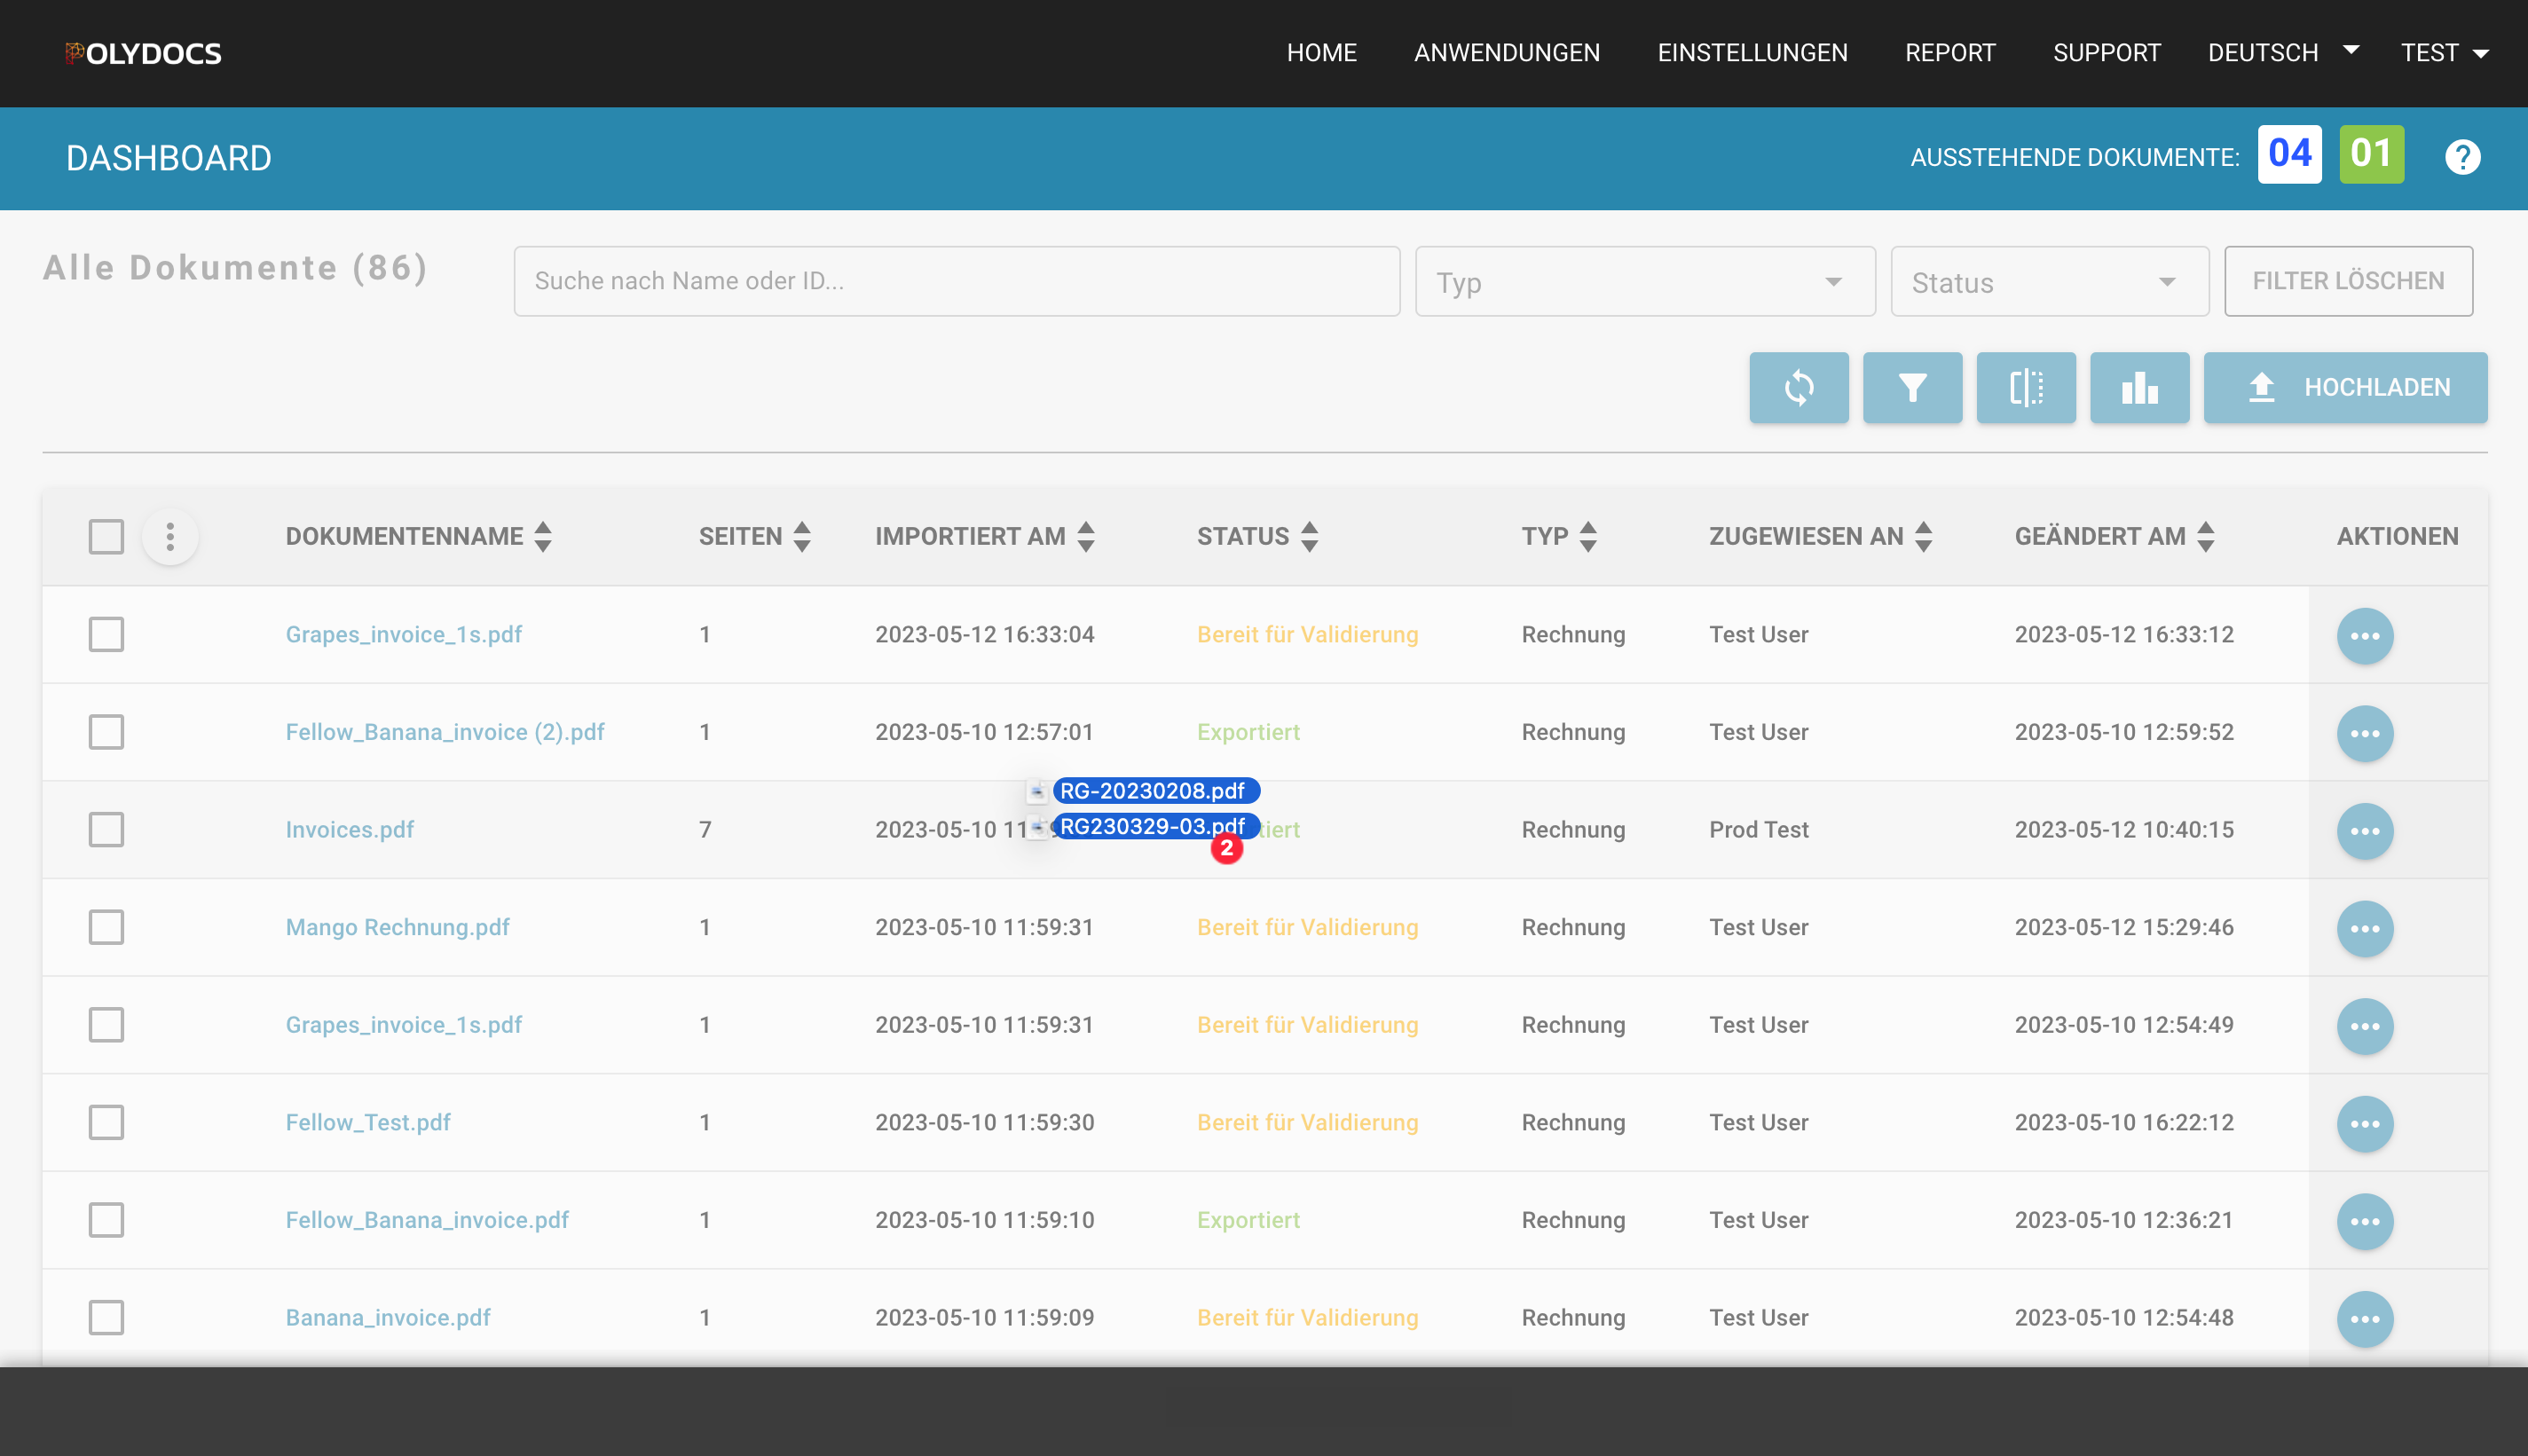 POLYDOCS HOME ANWENDUNGEN EINSTELLUNGEN REPORT SUPPORT DEUTSCH TEST
DASHBOARD AUSSTEHENDE DOKUMENTE: 04 01 ?
Alle Dokumente (86) Suche nach Name oder ID... Typ Status FILTER LÖSCHEN
HOCHLADEN
DOKUMENTENNAME SEITEN IMPORTIERT AM STATUS TYP ZUGEWIESEN AN GEÄNDERT AM AKTIONEN
Grapes_invoice_1s.pdf 1 2023-05-12 16:33:04 Bereit für Validierung Rechnung Test User 2023-05-12 16:33:12
Fellow_Banana_invoice (2).pdf 1 2023-05-10 12:57:01 Exportiert Rechnung Test User 2023-05-10 12:59:52
RG-20230208.pdf
RG230329-03.pdf
2
Invoices.pdf 7 2023-05-10 Rechnung Prod Test 2023-05-12 10:40:15
Mango Rechnung.pdf 1 2023-05-10 11:59:31 Bereit für Validierung Rechnung Test User 2023-05-12 15:29:46
Grapes_invoice_1s.pdf 1 2023-05-10 11:59:31 Bereit für Validierung Rechnung Test User 2023-05-10 12:54:49
Fellow_Test.pdf 1 2023-05-10 11:59:30 Bereit für Validierung Rechnung Test User 2023-05-10 16:22:12
Fellow_Banana_invoice.pdf 1 2023-05-10 11:59:10 Exportiert Rechnung Test User 2023-05-10 12:36:21
Banana_invoice.pdf 1 2023-05-10 11:59:09 Bereit für Validierung Rechnung Test User 2023-05-10 12:54:48